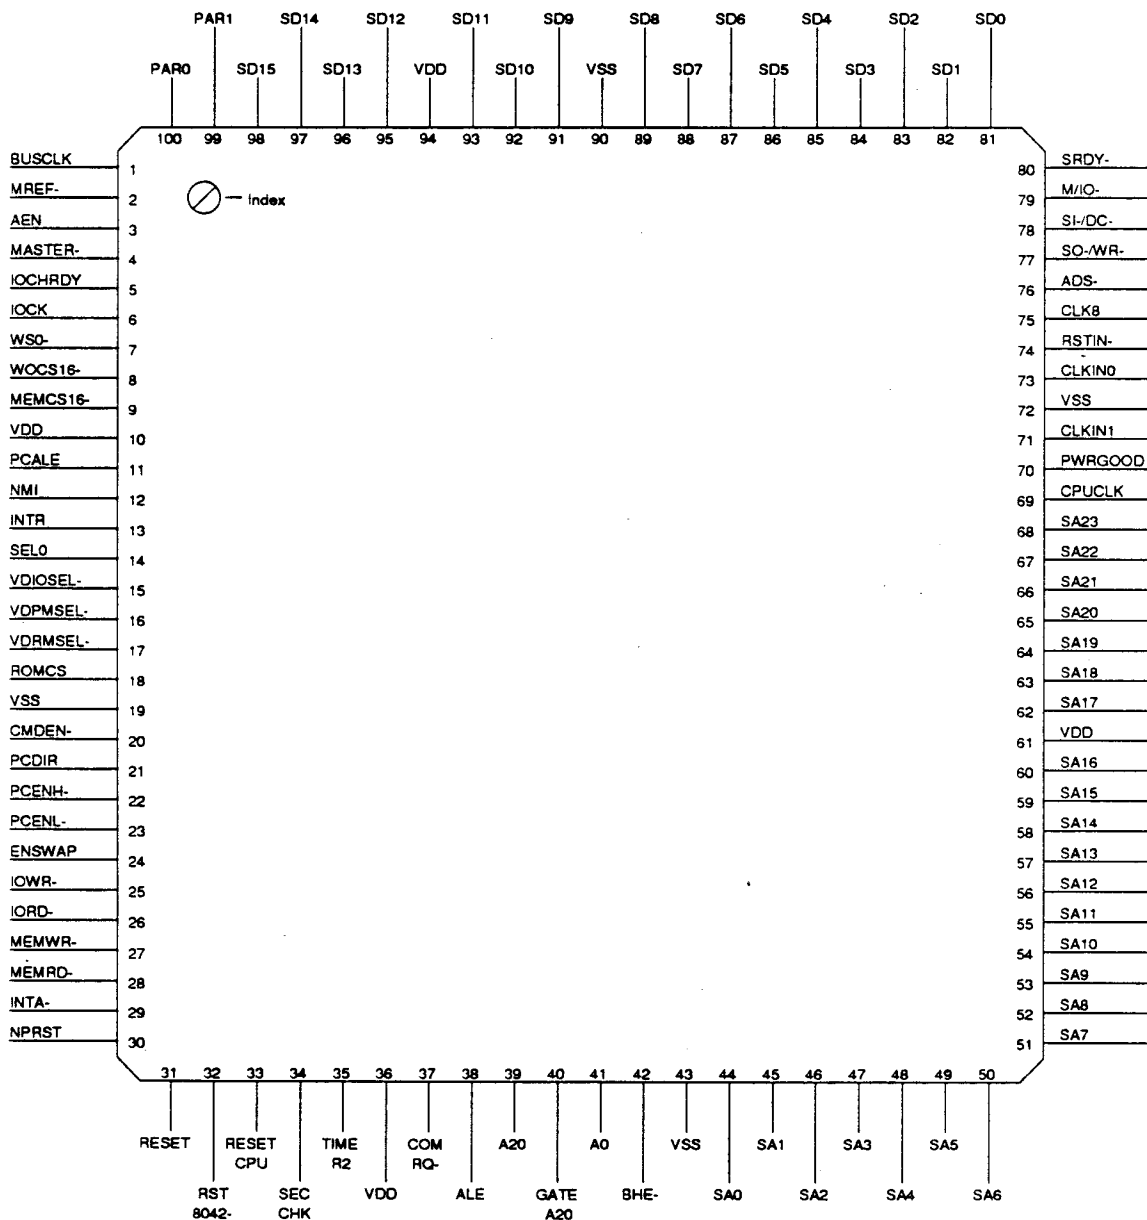 PAR1 SD14 SD12 SD11 SD9 SD8 SD6 SD4 SD2 SD0
PAR0 SD15 SD13 VDD SD10 VSS SD7 SD5 SD3 SD1
100 99 98 97 96 95 94 93 92 91 90 89 88 87 86 85 84 83 82 81
BUSCLK 1 80 SRDY-
MREF- 2 Index 79 M/IO-
AEN 3 78 SI-/DC-
MASTER- 4 77 SO-/WR-
IOCHRDY 5 76 ADS-
IOCK 6 75 CLK8
WS0- 7 74 RSTIN-
WOCS16- 8 73 CLKIN0
MEMCS16- 9 72 VSS
VDD 10 71 CLKIN1
PCALE 11 70 PWRGOOD
NMI 12 69 CPUCLK
INTR 13 68 SA23
SEL0 14 67 SA22
VDIOSEL- 15 66 SA21
VDPMSEL- 16 65 SA20
VDRMSEL- 17 64 SA19
ROMCS 18 63 SA18
VSS 19 62 SA17
CMDEN- 20 61 VDD
PCDIR 21 60 SA16
PCENH- 22 59 SA15
PCENL- 23 58 SA14
ENSWAP 24 57 SA13
IOWR- 25 56 SA12
IORD- 26 55 SA11
MEMWR- 27 54 SA10
MEMRD- 28 53 SA9
INTA- 29 52 SA8
NPRST 30 51 SA7
31 32 33 34 35 36 37 38 39 40 41 42 43 44 45 46 47 48 49 50
RESET RESET TIME COM A20 A0 VSS SA1 SA3 SA5
CPU R2 RQ-
RST SEC VDD ALE GATE BHE- SA0 SA2 SA4 SA6
8042- CHK A20